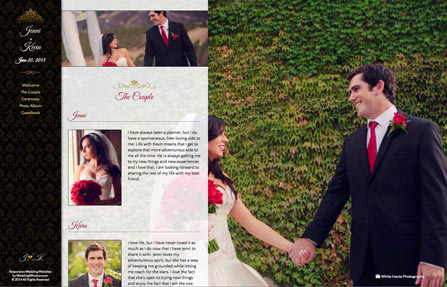 Jenni
&
Kevin
June 20, 2015
Welcome
The Couple
Ceremony
Photo Album
Guestbook
J K
Responsive Wedding Websites
by WeddingWindow.com
© 2014 All Rights Reserved
The Couple
Jenni
I have always been a planner, but I do
have a spontaneous, free- loving side to
me. Life with Kevin means that I get to
explore that more adventurous side to
me all the time. He is always getting me
to try new things and new experiences
and I love that. I am looking forward to
sharing the rest of my life with my best
friend.
Kevin
I love life, but I have never loved it as
much as I do now that I have Jenni to
share it with. Jenni loves my
adventurous spirit, but she has a way
of keeping me grounded while letting
me reach for the stars. I love the fact
that she's open to trying new things
and enjoy the fact that I am the one
White Haute Photography